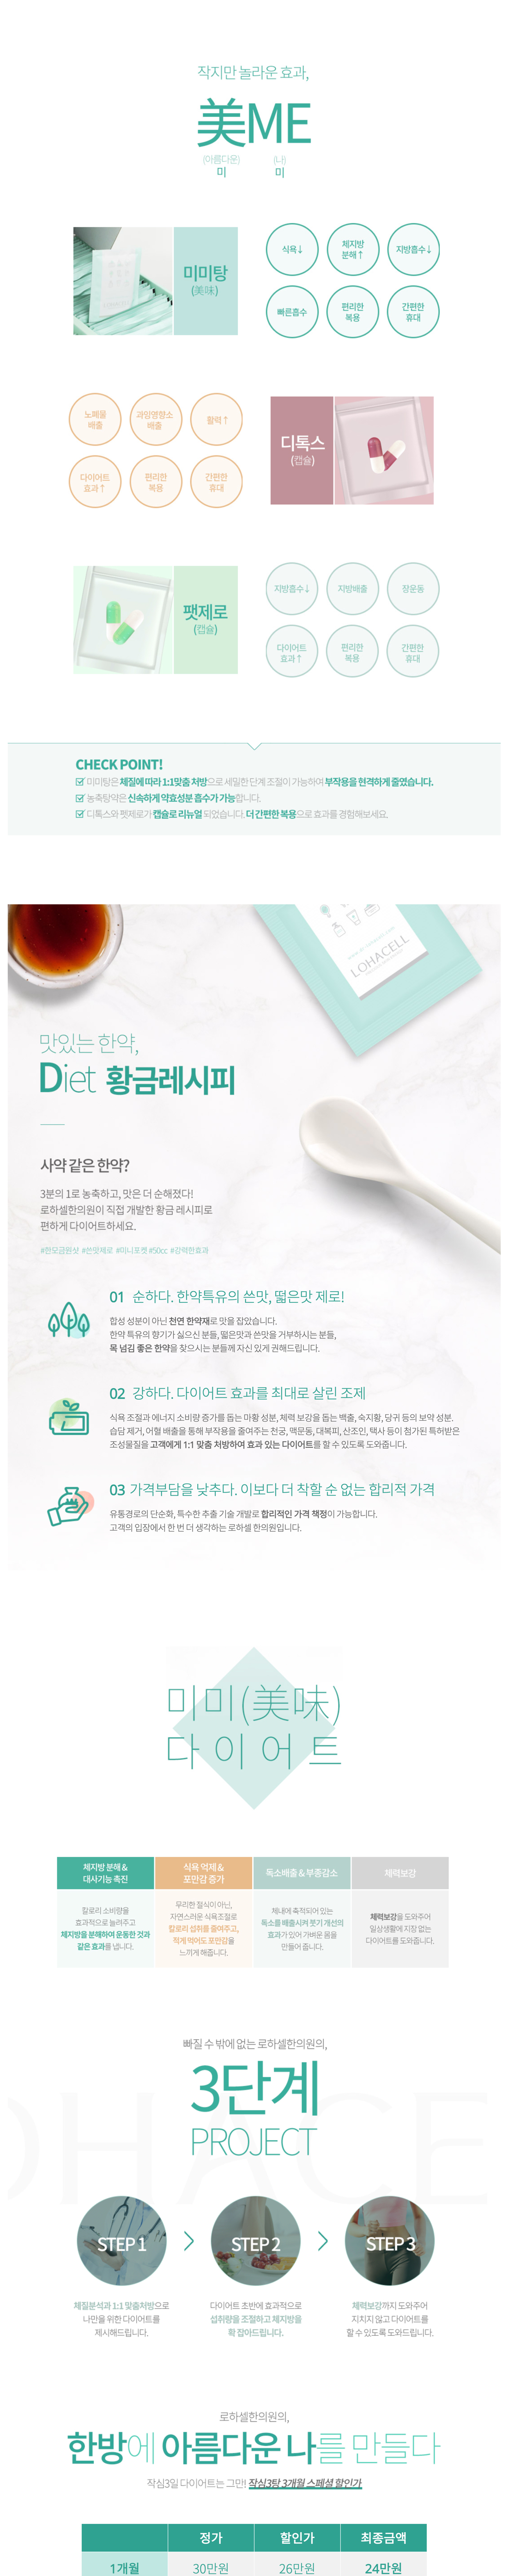 작지만 놀라운 효과,
美ME
(아름다운) (나)
미 미
미미탕
(美味)
식욕↓
체지방
분해↑
지방흡수↓
빠른흡수
편리한
복용
간편한
휴대
노폐물
배출
과잉영향소
배출
활력↑
다이어트
효과↑
편리한
복용
간편한
휴대
디톡스
(캡슐)
팻제로
(캡슐)
지방흡수↓
지방배출
장운동
다이어트
효과↑
편리한
복용
간편한
휴대
CHECK POINT!
미미탕은 체질에 따라 1:1맞춤 처방으로 세밀한 단계 조절이 가능하여 부작용을 현격하게 줄였습니다.
농축탕약은 신속하게 약효성분 흡수가 가능합니다.
디톡스와 팻제로가 캡슐로 리뉴얼 되었습니다. 더 간편한 복용으로 효과를 경험해보세요.
LOHACELL
맛있는 한약,
Diet 황금레시피
사약 같은 한약?
3분의 1로 농축하고, 맛은 더 순해졌다!
로하셀한의원이 직접 개발한 황금 레시피로
편하게 다이어트하세요.
#한모금원샷 #쓴맛제로 #미니포켓 #50cc #강력한효과
01 순하다. 한약특유의 쓴맛, 떫은맛 제로!
합성 성분이 아닌 천연 한약재로 맛을 잡았습니다.
한약 특유의 향기가 싫으신 분들, 떫은맛과 쓴맛을 거부하시는 분들,
목 넘김 좋은 한약을 찾으시는 분들께 자신 있게 권해드립니다.
02 강하다. 다이어트 효과를 최대로 살린 조제
식욕 조절과 에너지 소비량 증가를 돕는 마황 성분, 체력 보강을 돕는 백출, 숙지황, 당귀 등의 보약 성분.
습담 제거, 어혈 배출을 통해 부작용을 줄여주는 천궁, 맥문동, 대복피, 산조인, 택사 등이 첨가된 특허받은
조성물질을 고객에게 1:1 맞춤 처방하여 효과 있는 다이어트를 할 수 있도록 도와줍니다.
03 가격부담을 낮추다. 이보다 더 착할 순 없는 합리적 가격
유통경로의 단순화, 특수한 추출 기술 개발로 합리적인 가격 책정이 가능합니다.
고객의 입장에서 한 번 더 생각하는 로하셀 한의원입니다.
미미(美味)
다이어트
체지방 분해 &
대사기능 촉진
식욕 억제 &
포만감 증가
독소배출 & 부종감소
체력보강
칼로리 소비량을
효과적으로 늘려주고
체지방을 분해하여 운동한 것과
같은 효과를 냅니다.
무리한 절식이 아닌,
자연스러운 식욕조절로
칼로리 섭취를 줄여주고,
적게 먹어도 포만감을
느끼게 해줍니다.
체내에 축적되어 있는
독소를 배출시켜 붓기 개선의
효과가 있어 가벼운 몸을
만들어 줍니다.
체력보강을 도와주어
일상생활에 지장 없는
다이어트를 도와줍니다.
빠질 수 밖에 없는 로하셀한의원의,
3단계
PROJECT
STEP 1
STEP 2
STEP 3
체질분석과 1:1 맞춤처방으로
나만을 위한 다이어트를
제시해드립니다.
다이어트 초반에 효과적으로
섭취량을 조절하고 체지방을
확 잡아드립니다.
체력보강까지 도와주어
지치지 않고 다이어트를
할 수 있도록 도와드립니다.
로하셀한의원의,
한방에 아름다운 나를 만들다
작심3일 다이어트는 그만! 작심3탕 3개월 스페셜 할인가
정가 할인가 최종금액
1개월 30만원 26만원 24만원